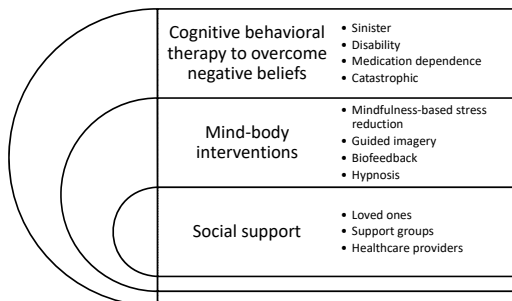 Cognitive behavioral
therapy to overcome
negative beliefs
• Sinister
• Disability
• Medication dependence
• Catastrophic
Mind-body
interventions
• Mindfulness-based stress
reduction
• Guided imagery
• Biofeedback
• Hypnosis
Social support
• Loved ones
• Support groups
• Healthcare providers